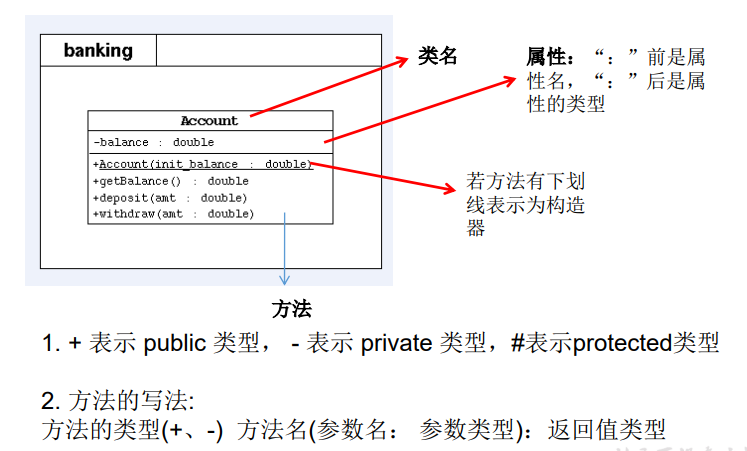 banking
类名
属性：“：”前是属
性名，“：”后是属
性的类型
Account
-balance : double
+Account(init_balance : double)
+getBalance() : double
+deposit(amt : double)
+withdraw(amt : double)
若方法有下划
线表示为构造
器
方法
1. + 表示 public 类型， - 表示 private 类型，#表示protected类型
2. 方法的写法:
方法的类型(+、-) 方法名(参数名： 参数类型)：返回值类型